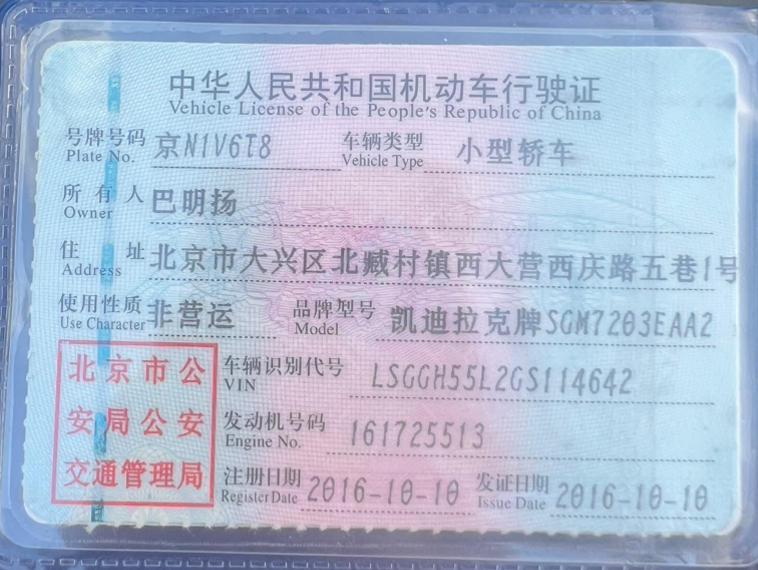 中华人民共和国机动车行驶证
Vehicle License of the People's Republic of China
号牌号码 京N1V6T8 车辆类型 小型轿车
Plate No. Vehicle Type
所有人 巴明扬
Owner
住址 北京市大兴区北臧村镇西大营西庆路五巷1号
Address
使用性质 非营运 品牌型号 凯迪拉克牌SGM7203EAA2
Use Character Model
北京市公 车辆识别代号 LSGGH55L2GS114642
VIN
安局公安 发动机号码 161725513
Engine No.
交通管理局 注册日期 2016-10-10 发证日期 2016-10-10
Register Date Issue Date